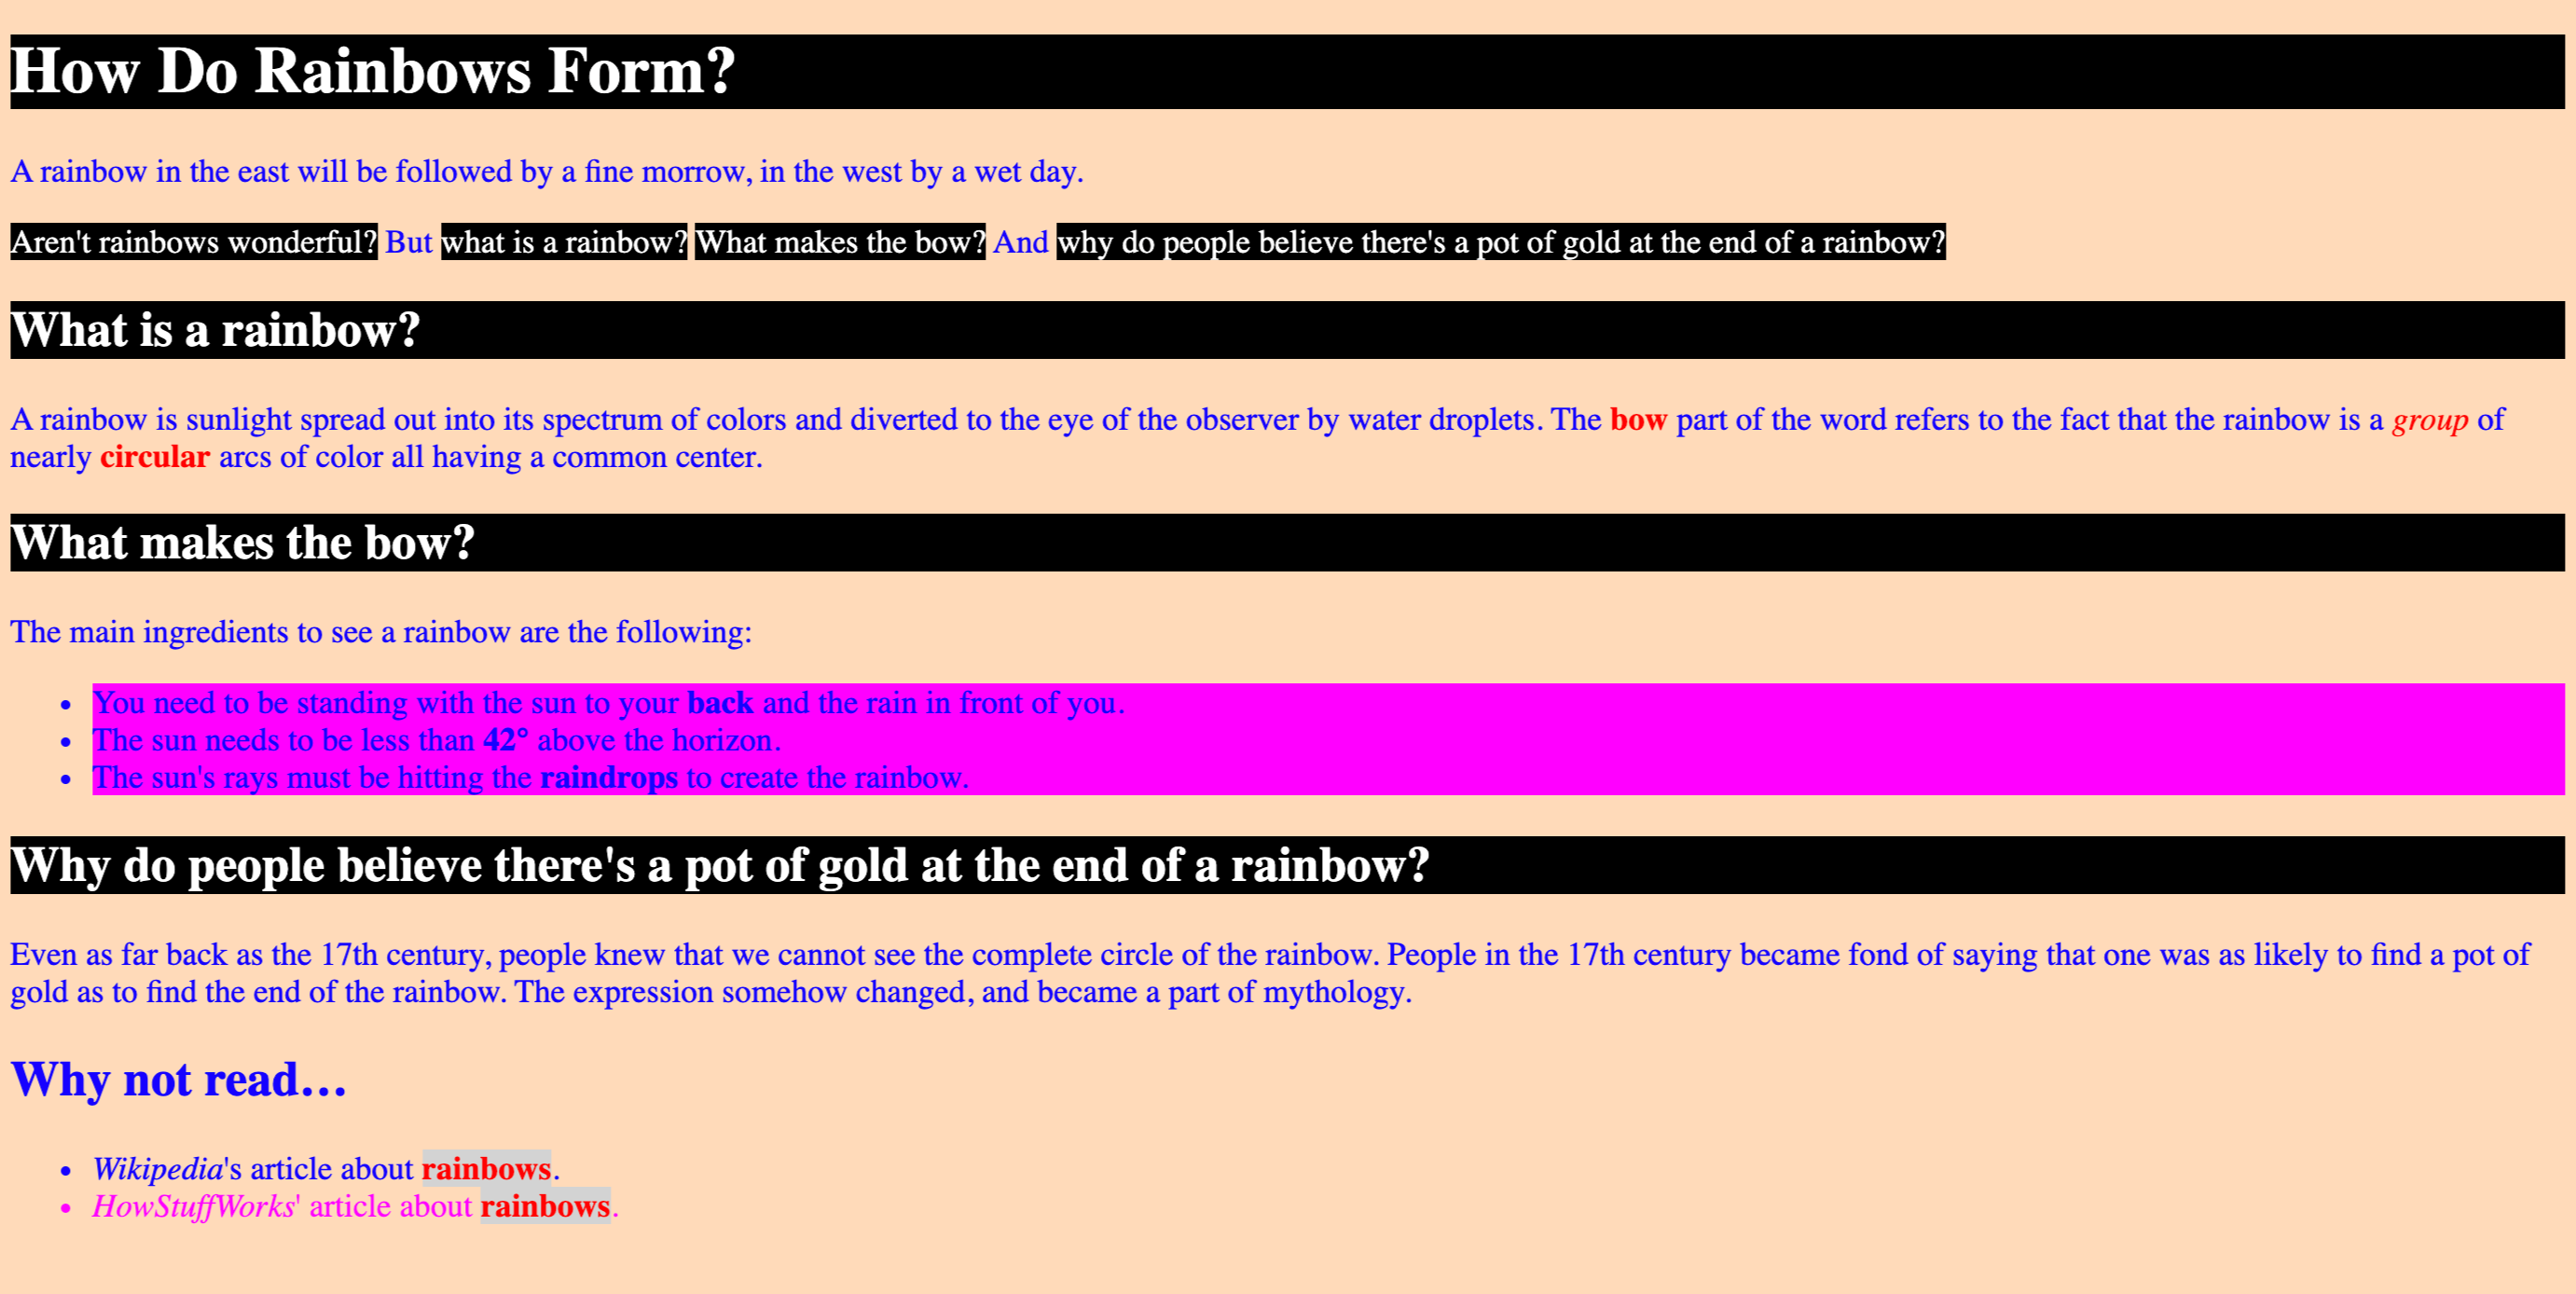 How Do Rainbows Form?
A rainbow in the east will be followed by a fine morrow, in the west by a wet day.
Aren't rainbows wonderful? But what is a rainbow? What makes the bow? And why do people believe there's a pot of gold at the end of a rainbow?
What is a rainbow?
A rainbow is sunlight spread out into its spectrum of colors and diverted to the eye of the observer by water droplets. The bow part of the word refers to the fact that the rainbow is a group of
nearly circular arcs of color all having a common center.
What makes the bow?
The main ingredients to see a rainbow are the following:
• You need to be standing with the sun to your back and the rain in front of you.
• The sun needs to be less than 42° above the horizon.
• The sun's rays must be hitting the raindrops to create the rainbow.
Why do people believe there's a pot of gold at the end of a rainbow?
Even as far back as the 17th century, people knew that we cannot see the complete circle of the rainbow. People in the 17th century became fond of saying that one was as likely to find a pot of
gold as to find the end of the rainbow. The expression somehow changed, and became a part of mythology.
Why not read…
• Wikipedia's article about rainbows.
• HowStuffWorks' article about rainbows.